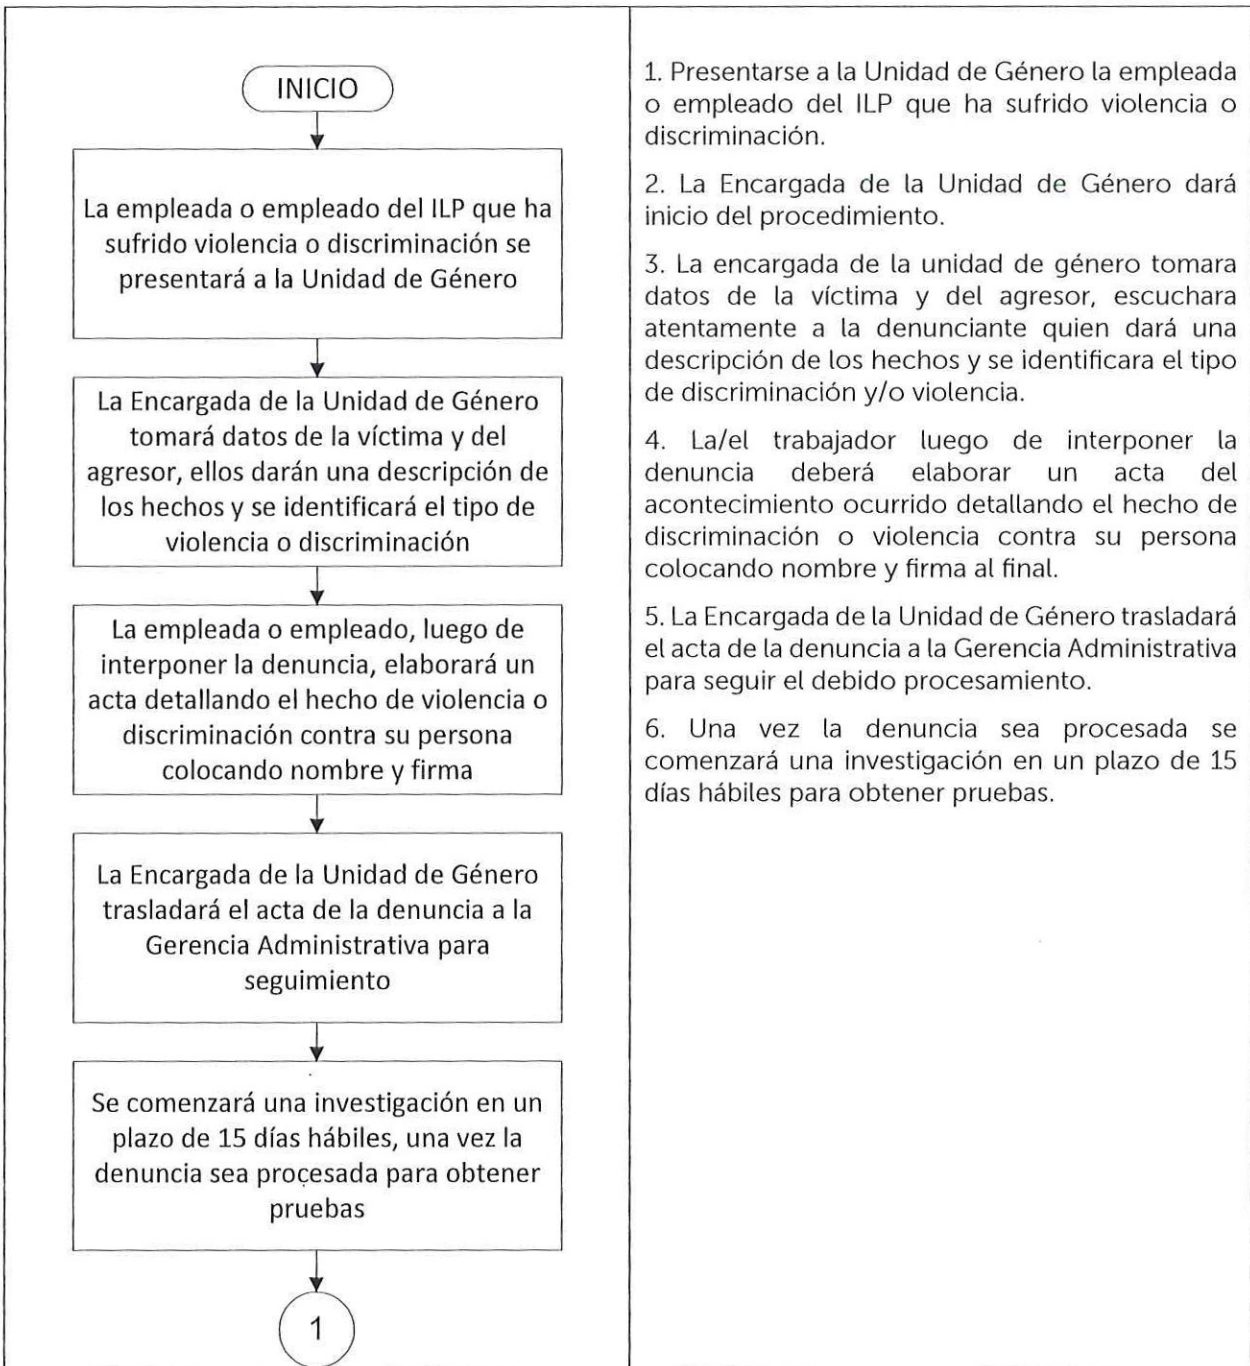 INICIO
La empleada o empleado del ILP que ha
sufrido violencia o discriminación se
presentará a la Unidad de Género
La Encargada de la Unidad de Género
tomará datos de la víctima y del
agresor, ellos darán una descripción de
los hechos y se identificará el tipo de
violencia o discriminación
La empleada o empleado, luego de
interponer la denuncia, elaborará un
acta detallando el hecho de violencia o
discriminación contra su persona
colocando nombre y firma
La Encargada de la Unidad de Género
trasladará el acta de la denuncia a la
Gerencia Administrativa para
seguimiento
Se comenzará una investigación en un
plazo de 15 días hábiles, una vez la
denuncia sea procesada para obtener
pruebas
1
1. Presentarse a la Unidad de Género la empleada
o empleado del ILP que ha sufrido violencia o
discriminación.
2. La Encargada de la Unidad de Género dará
inicio del procedimiento.
3. La encargada de la unidad de género tomara
datos de la víctima y del agresor, escuchara
atentamente a la denunciante quien dará una
descripción de los hechos y se identificara el tipo
de discriminación y/o violencia.
4. La/el trabajador luego de interponer la
denuncia deberá elaborar un acta del
acontecimiento ocurrido detallando el hecho de
discriminación o violencia contra su persona
colocando nombre y firma al final.
5. La Encargada de la Unidad de Género trasladará
el acta de la denuncia a la Gerencia Administrativa
para seguir el debido procesamiento.
6. Una vez la denuncia sea procesada se
comenzará una investigación en un plazo de 15
días hábiles para obtener pruebas.